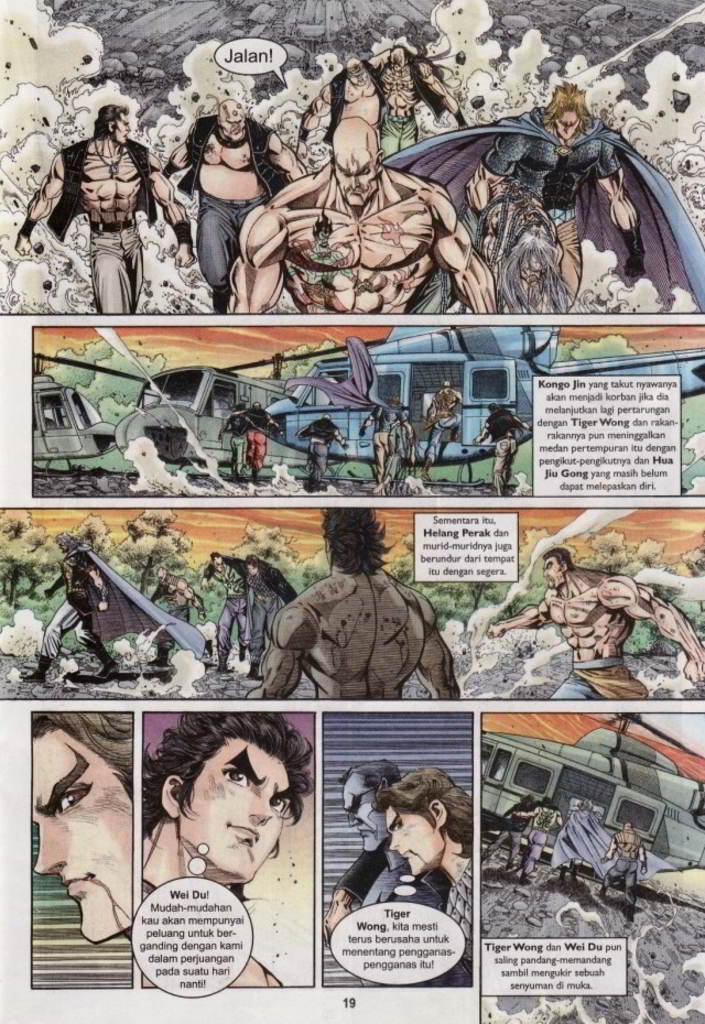 Jalan!
Kongo Jin yang takut nyawanya
akan menjadi korban jika dia
melanjutkan lagi pertarungan
dengan Tiger Wong dan rakan-
rakannya pun meninggalkan
medan pertempuran itu dengan
pengikut-pengikutnya dan Hua
Jiu Gong yang masih belum
dapat melepaskan diri.
Sementara itu,
Helang Perak dan
murid-muridnya juga
berundur dari tempat
itu dengan segera.
Wei Du!
Mudah-mudahan
kau akan mempunyai
peluang untuk ber-
ganding dengan kami
dalam perjuangan
pada suatu hari
nanti!
Tiger
Wong, kita mesti
terus berusaha untuk
menentang pengganas-
pengganas itu!
Tiger Wong dan Wei Du pun
saling pandang-memandang
sambil mengukir sebuah
senyuman di muka.
19